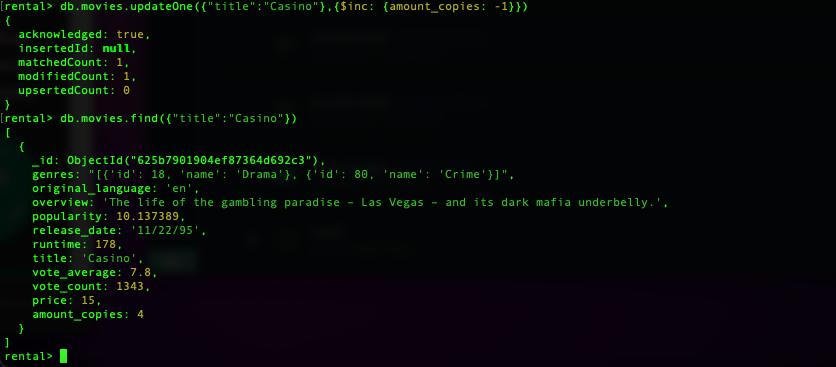 [rental> db.movies.updateOne({"title":"Casino"},{$inc: {amount_copies: -1}})
{
  acknowledged: true,
  insertedId: null,
  matchedCount: 1,
  modifiedCount: 1,
  upsertedCount: 0
}
[rental> db.movies.find({"title":"Casino"})
[
  {
    _id: ObjectId("625b7901904ef87364d692c3"),
    genres: "[{'id': 18, 'name': 'Drama'}, {'id': 80, 'name': 'Crime'}]",
    original_language: 'en',
    overview: 'The life of the gambling paradise – Las Vegas – and its dark mafia underbelly.',
    popularity: 10.137389,
    release_date: '11/22/95',
    runtime: 178,
    title: 'Casino',
    vote_average: 7.8,
    vote_count: 1343,
    price: 15,
    amount_copies: 4
  }
]
rental>